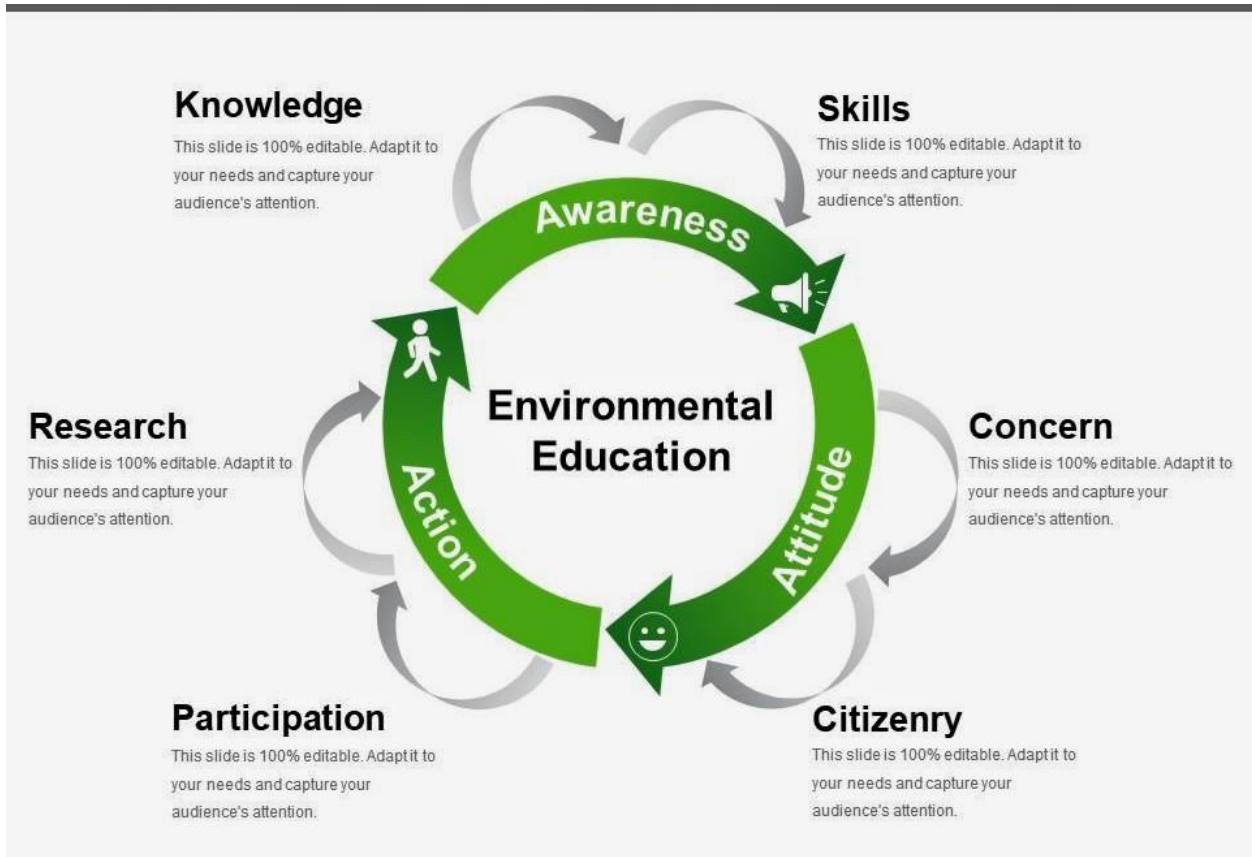 Knowledge
This slide is 100% editable. Adapt it to
your needs and capture your
audience's attention.
Skills
This slide is 100% editable. Adapt it to
your needs and capture your
audience's attention.
Awareness
Environmental
Education
Research
This slide is 100% editable. Adapt it to
your needs and capture your
audience's attention.
Concern
This slide is 100% editable. Adapt it to
your needs and capture your
audience's attention.
Action
Attitude
Participation
This slide is 100% editable. Adapt it to
your needs and capture your
audience's attention.
Citizenry
This slide is 100% editable. Adapt it to
your needs and capture your
audience's attention.